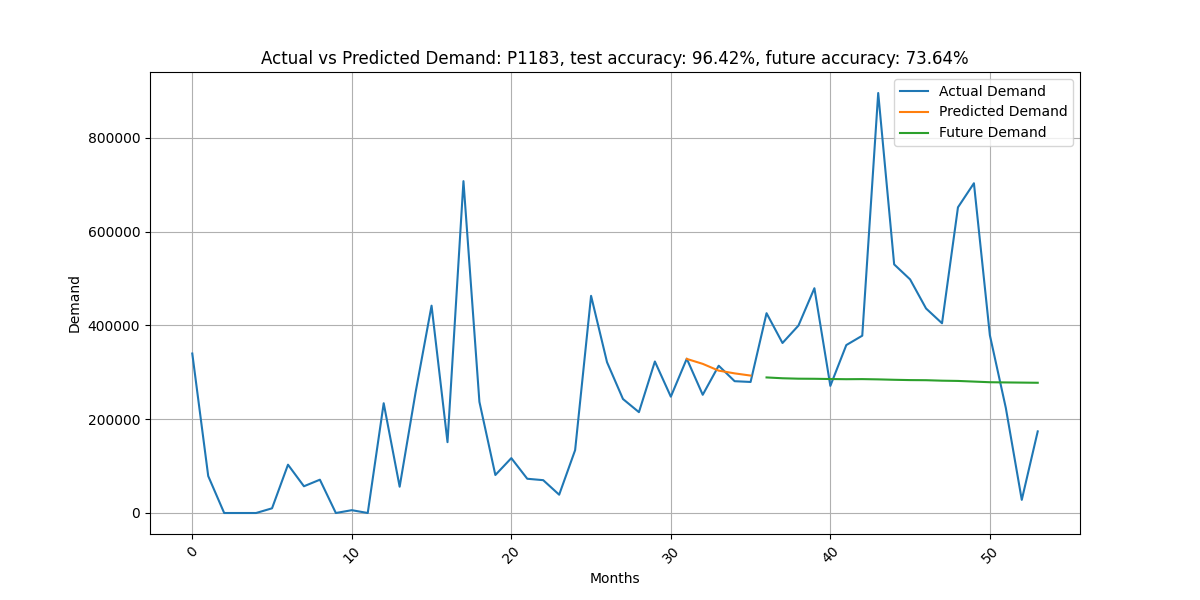 Actual vs Predicted Demand: P1183, test accuracy: 96.42%, future accuracy: 73.64%
Actual Demand
Predicted Demand
Future Demand
800000
600000
400000
200000
0
Demand
0 10 20 30 40 50
Months